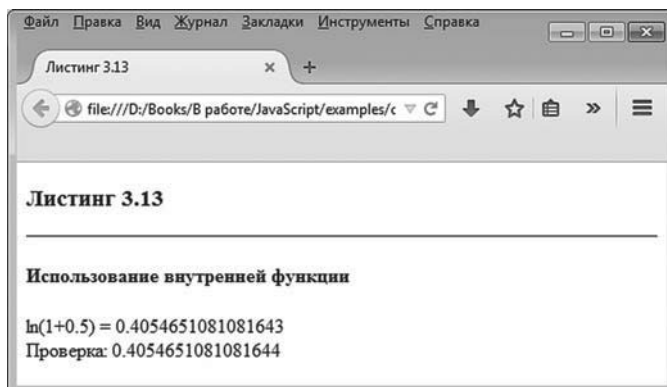 Файл Правка Вид Журнал Закладки Инструменты Справка
Листинг 3.13
file:///D:/Books/В работе/JavaScript/examples/c
Листинг 3.13
Использование внутренней функции
ln(1+0.5) = 0.4054651081081643
Проверка: 0.4054651081081644